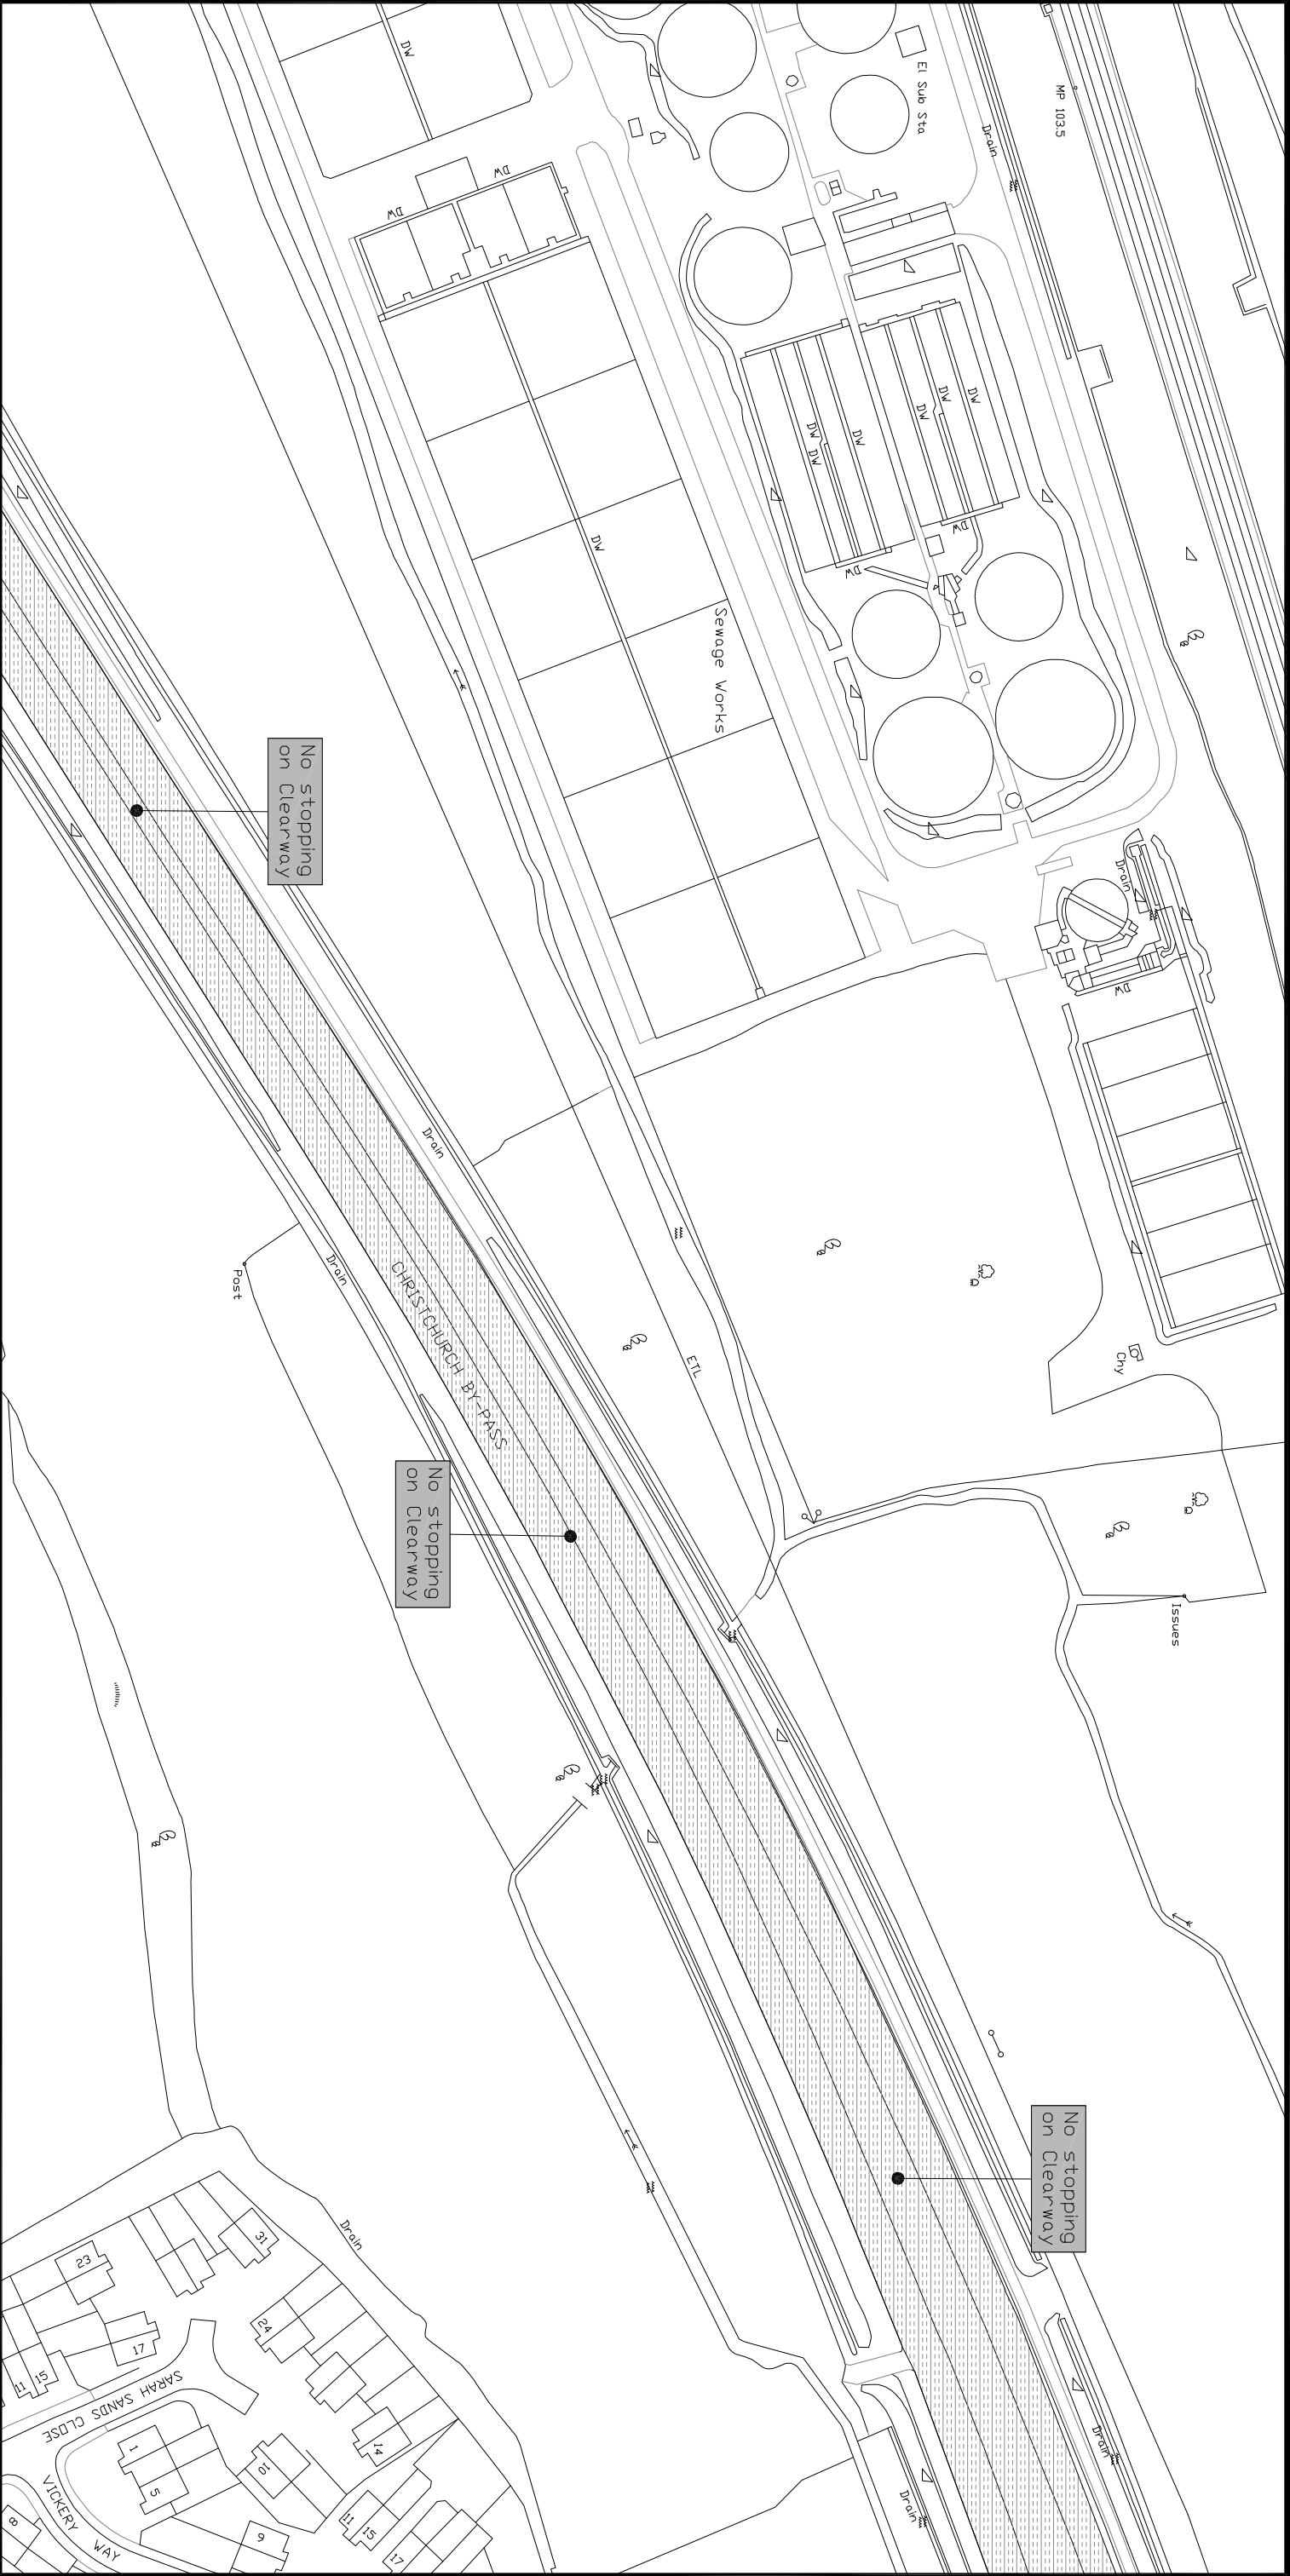 MP 103.5
El Sub Sta
Drain
DW
DW
DW
DW
DW
DW
DW
DW
DW
DW
DW
DW
DW
Sewage Works
Drain
DW
Chy
No stopping
on Clearway
Drain
Drain
Post
CHRISTCHURCH BY-PASS
ETL
No stopping
on Clearway
Issues
No stopping
on Clearway
Drain
Drain
Drain
31
23
17
15
11
24
14
10
SARAH SANDS CLOSE
1
5
11
15
17
9
8
VICKERY WAY